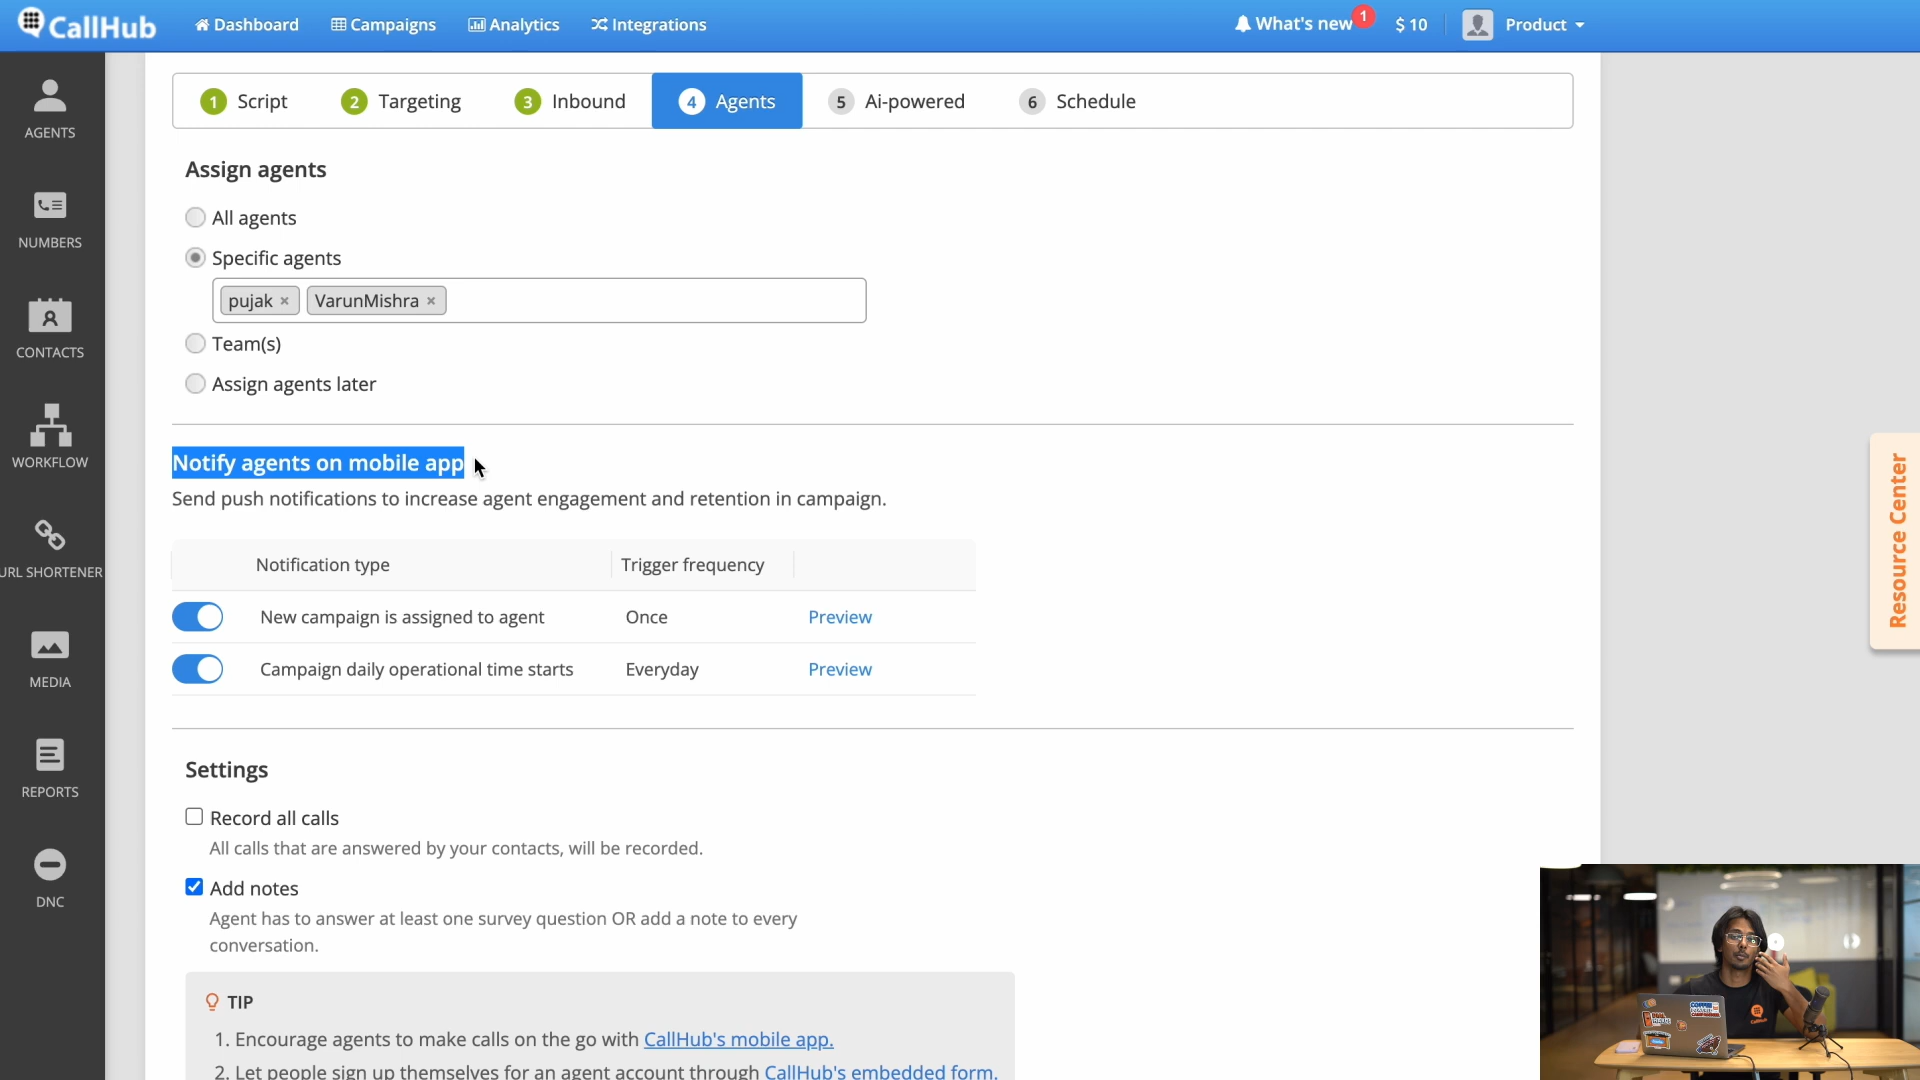 CallHub
Dashboard
Campaigns
Analytics
Integrations
What's new
1
$ 10
Product
AGENTS
NUMBERS
CONTACTS
WORKFLOW
URL SHORTENER
MEDIA
REPORTS
DNC
1 Script
2 Targeting
3 Inbound
4 Agents
5 Ai-powered
6 Schedule
Assign agents
All agents
Specific agents
pujak ×
VarunMishra ×
Team(s)
Assign agents later
Notify agents on mobile app
Send push notifications to increase agent engagement and retention in campaign.
Notification type
Trigger frequency
New campaign is assigned to agent
Once
Preview
Campaign daily operational time starts
Everyday
Preview
Settings
Record all calls
All calls that are answered by your contacts, will be recorded.
Add notes
Agent has to answer at least one survey question OR add a note to every
conversation.
TIP
1. Encourage agents to make calls on the go with CallHub's mobile app.
2. Let people sign up themselves for an agent account through CallHub's embedded form.
Resource Center